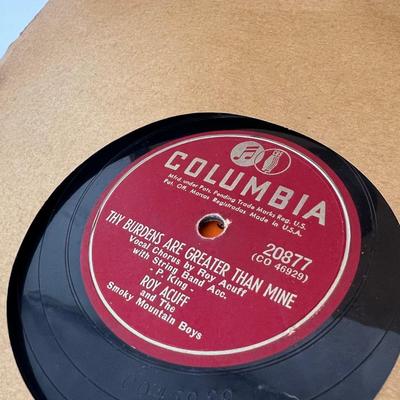 COLUMBIA
Mfrd under Pats. Pending Trade Marks Reg. U.S.
Pat. Off. Marcas Registradas Made in U.S.A.
20877
(CO 46929)
THY BURDENS ARE GREATER THAN MINE
Vocal Chorus by Roy Acuff
with String Band Acc.
- P. King -
ROY ACUFF
and The
Smoky Mountain Boys